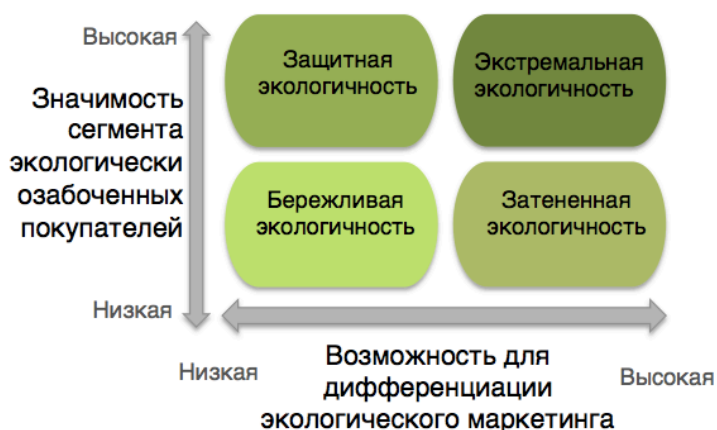 Высокая
Значимость
сегмента
экологически
озабоченных
покупателей
Низкая
Защитная
экологичность
Экстремальная
экологичность
Бережливая
экологичность
Затененная
экологичность
Низкая
Возможность для
дифференциации
экологического маркетинга
Высокая